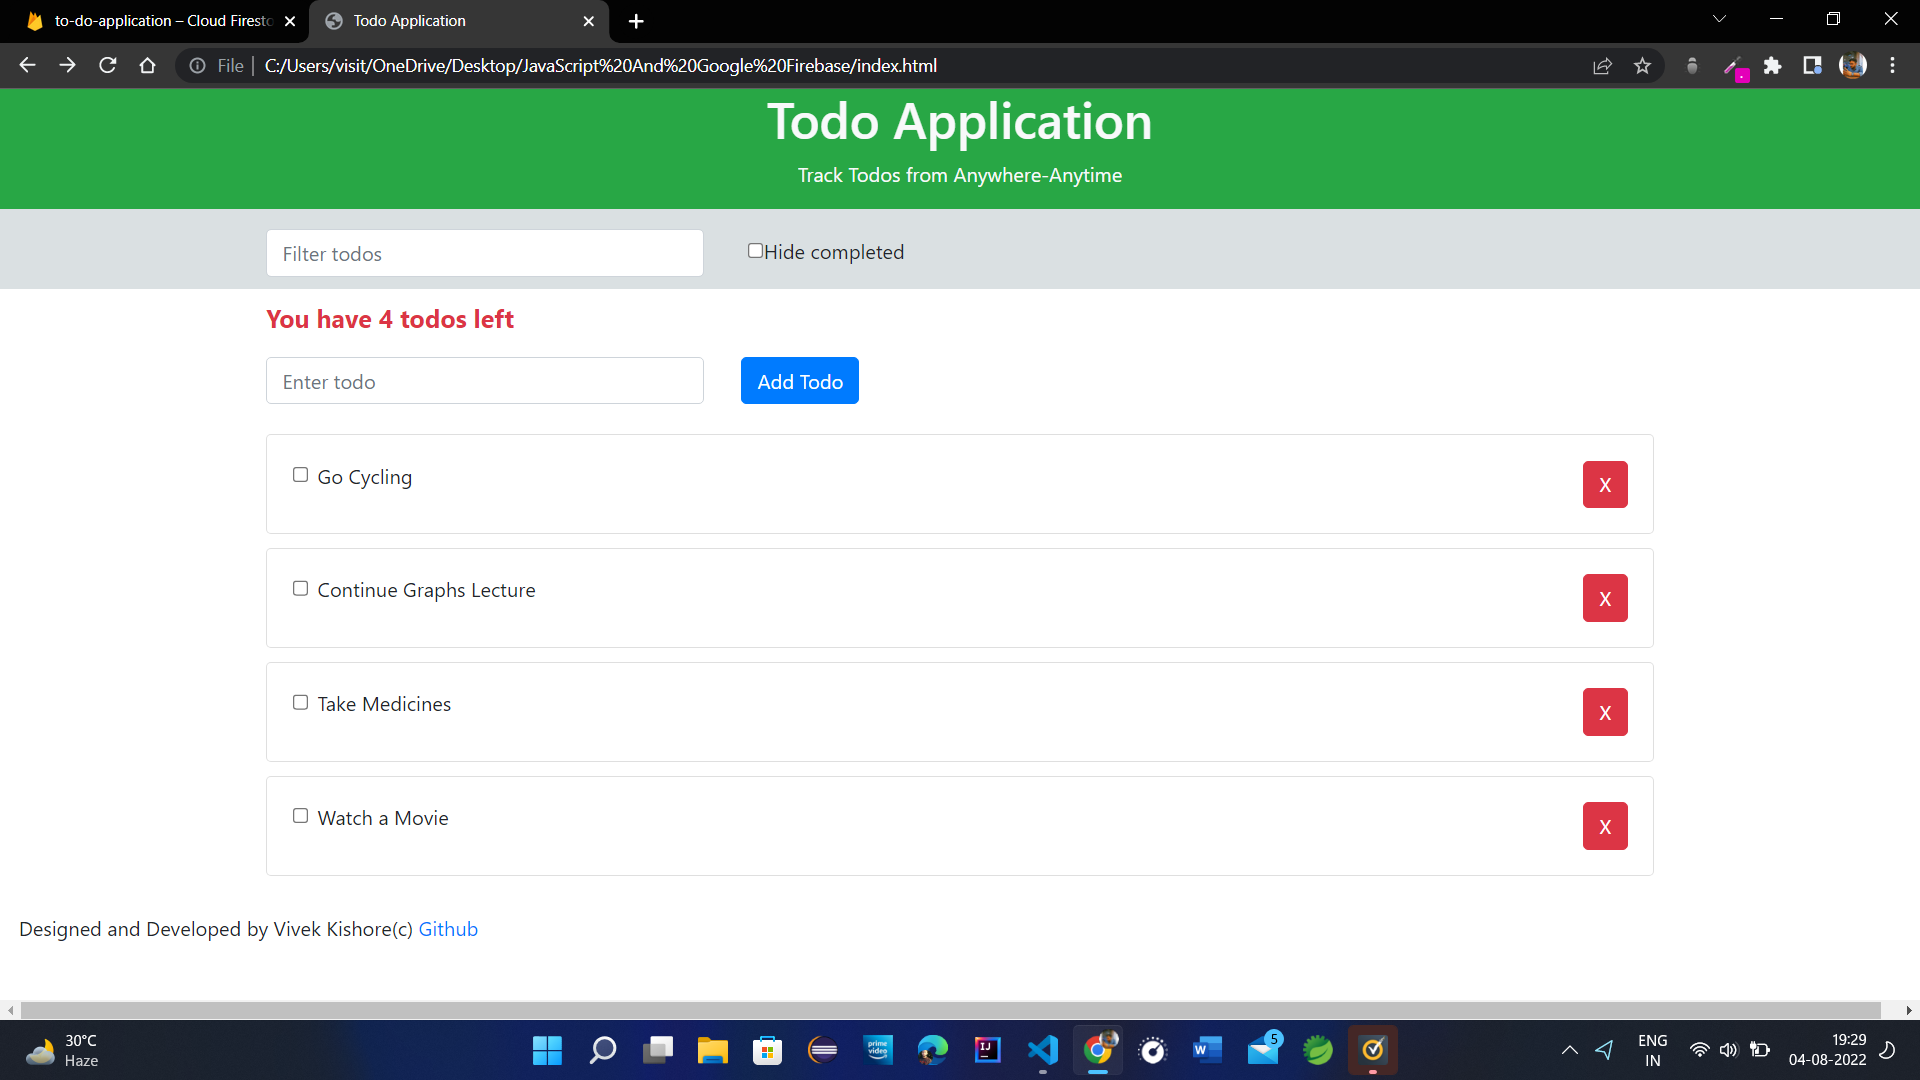 to-do-application – Cloud Firesto
Todo Application
File
C:/Users/visit/OneDrive/Desktop/JavaScript%20And%20Google%20Firebase/index.html
Todo Application
Track Todos from Anywhere-Anytime
Filter todos
Hide completed
You have 4 todos left
Enter todo
Add Todo
Go Cycling
X
Continue Graphs Lecture
X
Take Medicines
X
Watch a Movie
X
Designed and Developed by Vivek Kishore(c) Github
30°C
Haze
prime video
IJ
W
5
ENG
IN
19:29
04-08-2022